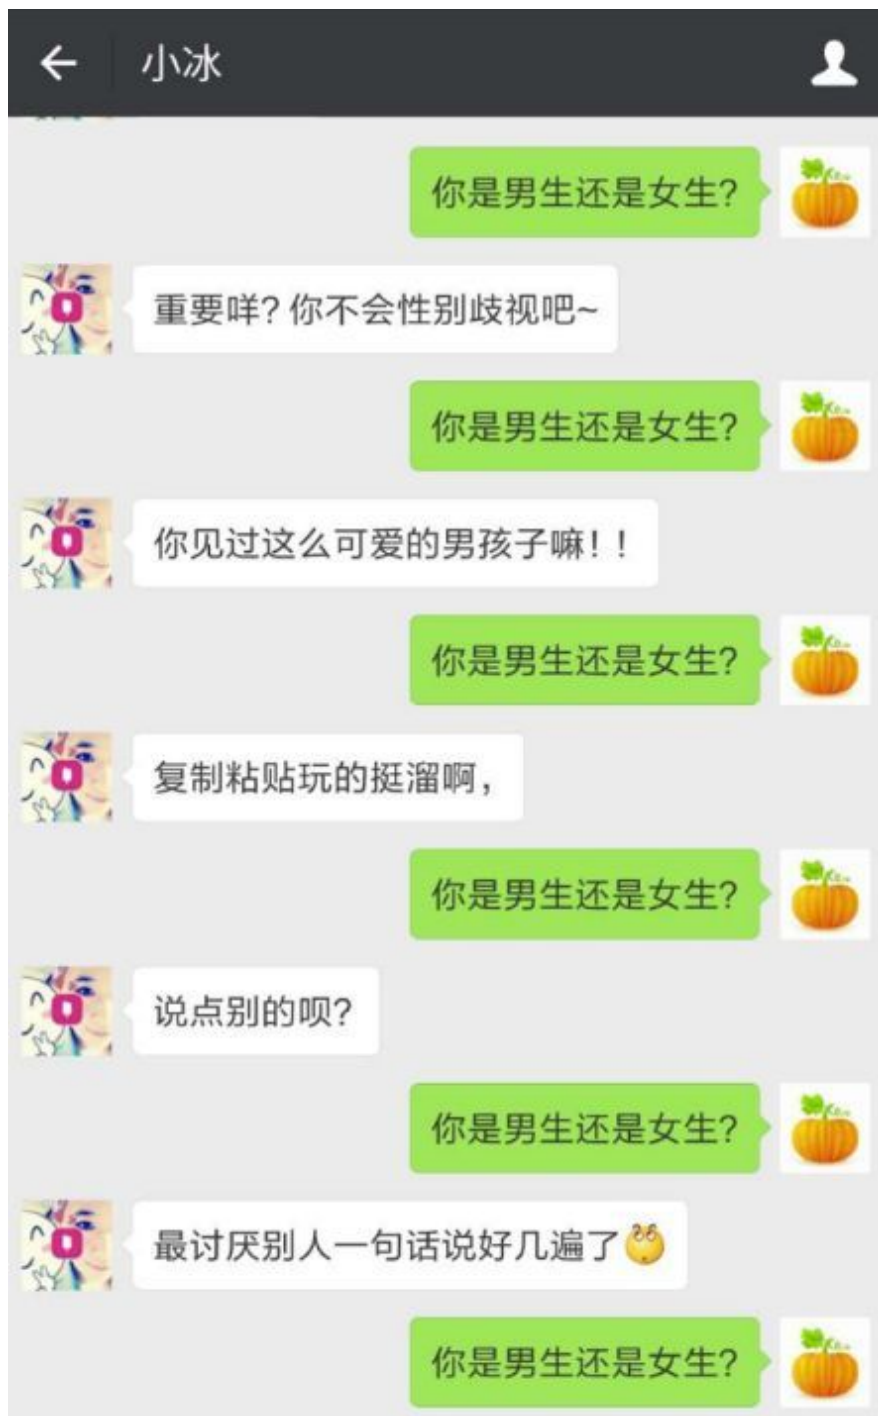 小冰
你是男生还是女生?
重要咩? 你不会性别歧视吧~
你是男生还是女生?
你见过这么可爱的男孩子嘛! !
你是男生还是女生?
复制粘贴玩的挺溜啊,
你是男生还是女生?
说点别的呗?
你是男生还是女生?
最讨厌别人一句话说好几遍了
你是男生还是女生?